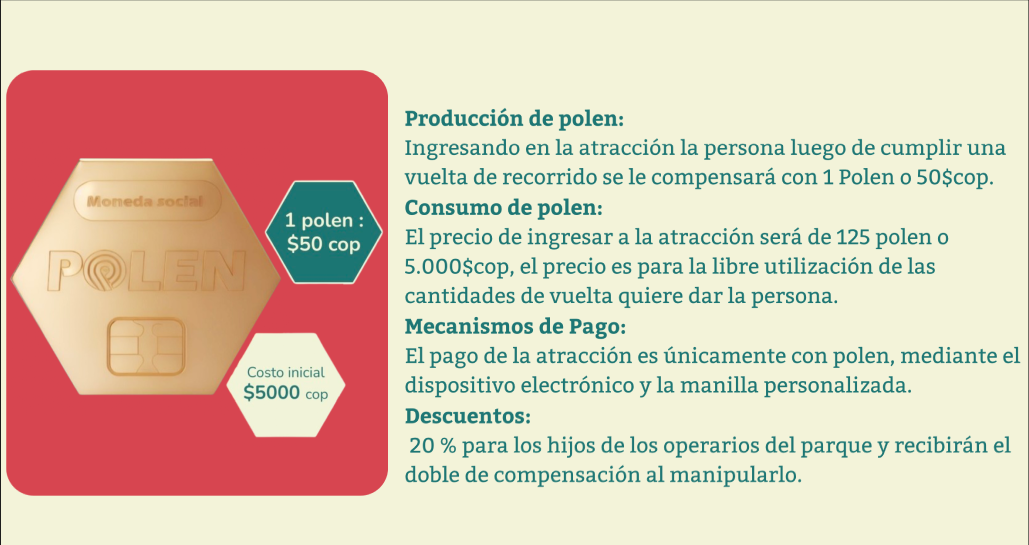 Moneda social
POLEN
1 polen :
$50 cop
Costo inicial
$5000 cop
Producción de polen:
Ingresando en la atracción la persona luego de cumplir una
vuelta de recorrido se le compensará con 1 Polen o 50$cop.
Consumo de polen:
El precio de ingresar a la atracción será de 125 polen o
5.000$cop, el precio es para la libre utilización de las
cantidades de vuelta quiere dar la persona.
Mecanismos de Pago:
El pago de la atracción es únicamente con polen, mediante el
dispositivo electrónico y la manilla personalizada.
Descuentos:
20 % para los hijos de los operarios del parque y recibirán el
doble de compensación al manipularlo.